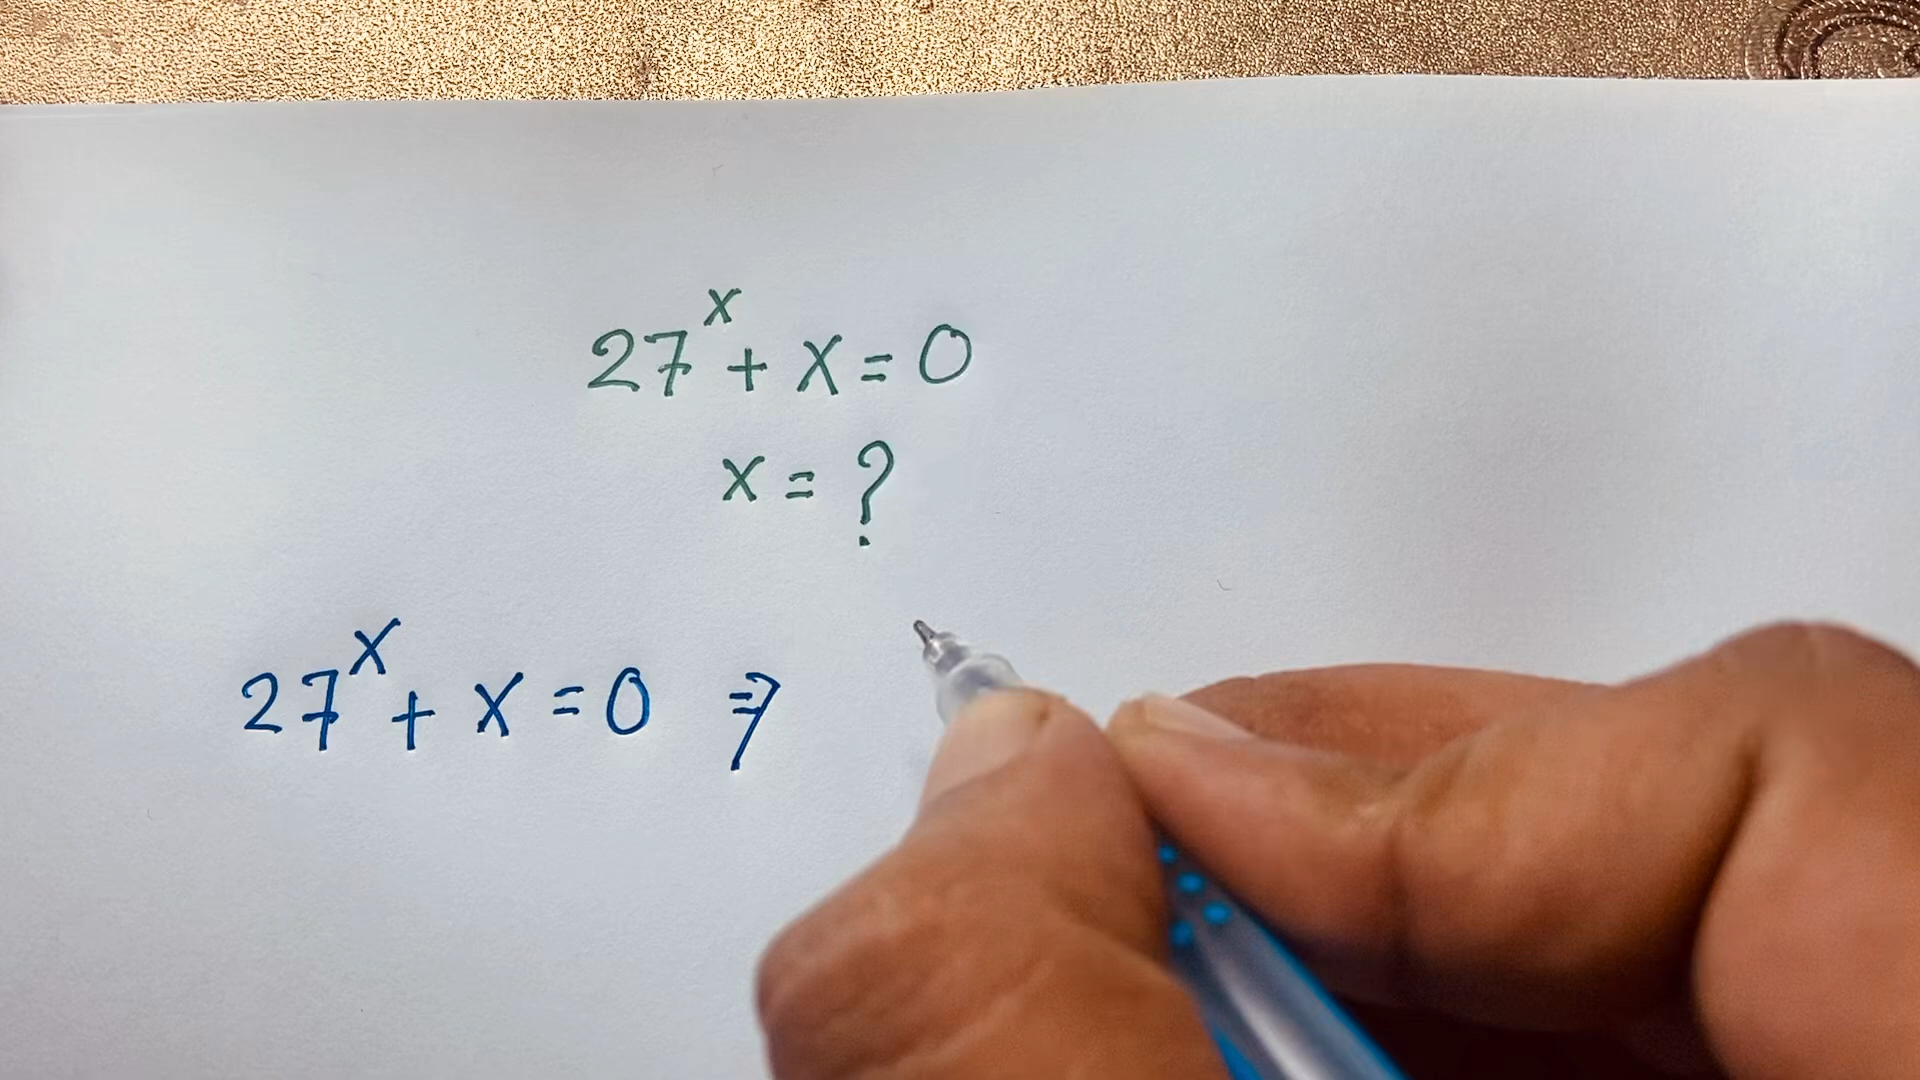 27^x + x = 0
x = ?
27^x + x = 0 ⇒